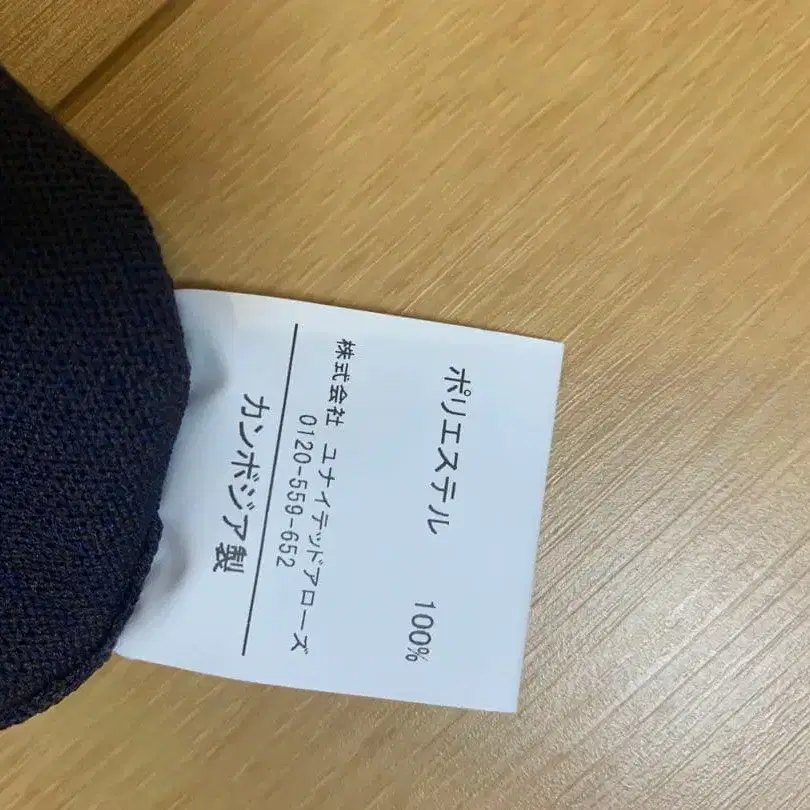 ポリエステル 100%
株式会社 ユナイテッドアローズ
0120-559-652
カンボジア製